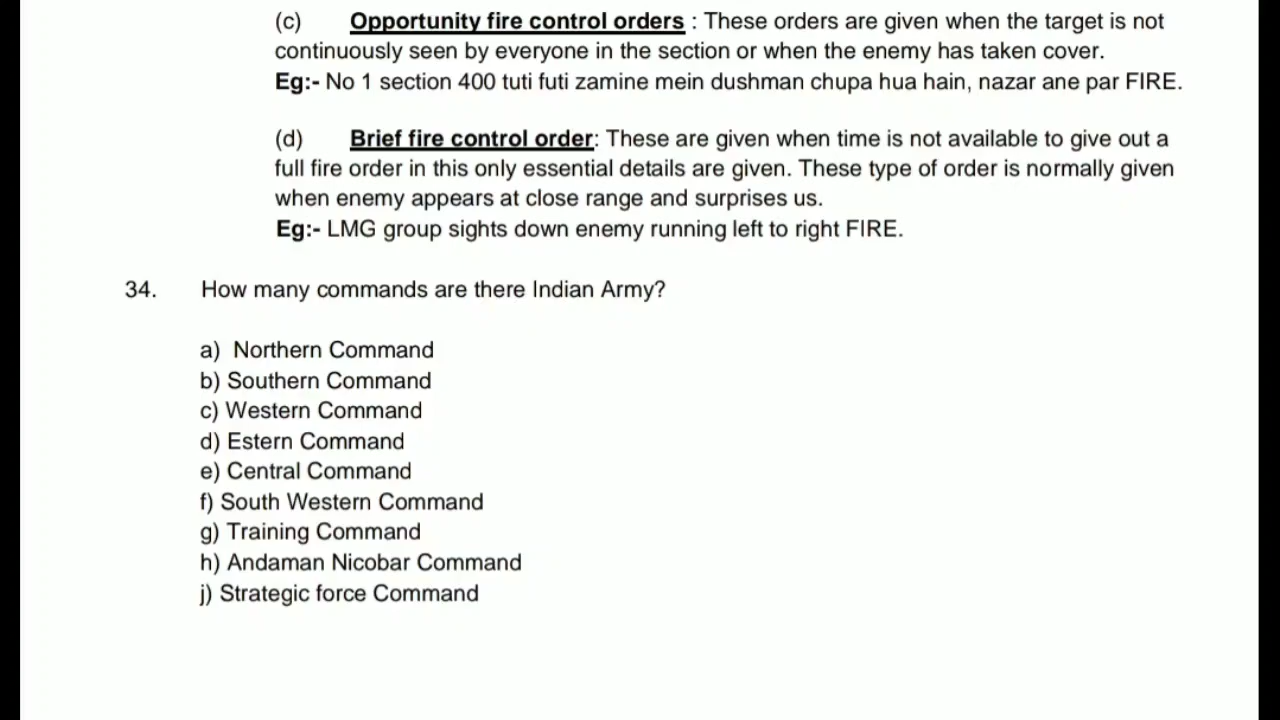 (c) Opportunity fire control orders : These orders are given when the target is not
continuously seen by everyone in the section or when the enemy has taken cover.
Eg:- No 1 section 400 tuti futi zamine mein dushman chupa hua hain, nazar ane par FIRE.
(d) Brief fire control order: These are given when time is not available to give out a
full fire order in this only essential details are given. These type of order is normally given
when enemy appears at close range and surprises us.
Eg:- LMG group sights down enemy running left to right FIRE.
34. How many commands are there Indian Army?
a) Northern Command
b) Southern Command
c) Western Command
d) Estern Command
e) Central Command
f) South Western Command
g) Training Command
h) Andaman Nicobar Command
j) Strategic force Command